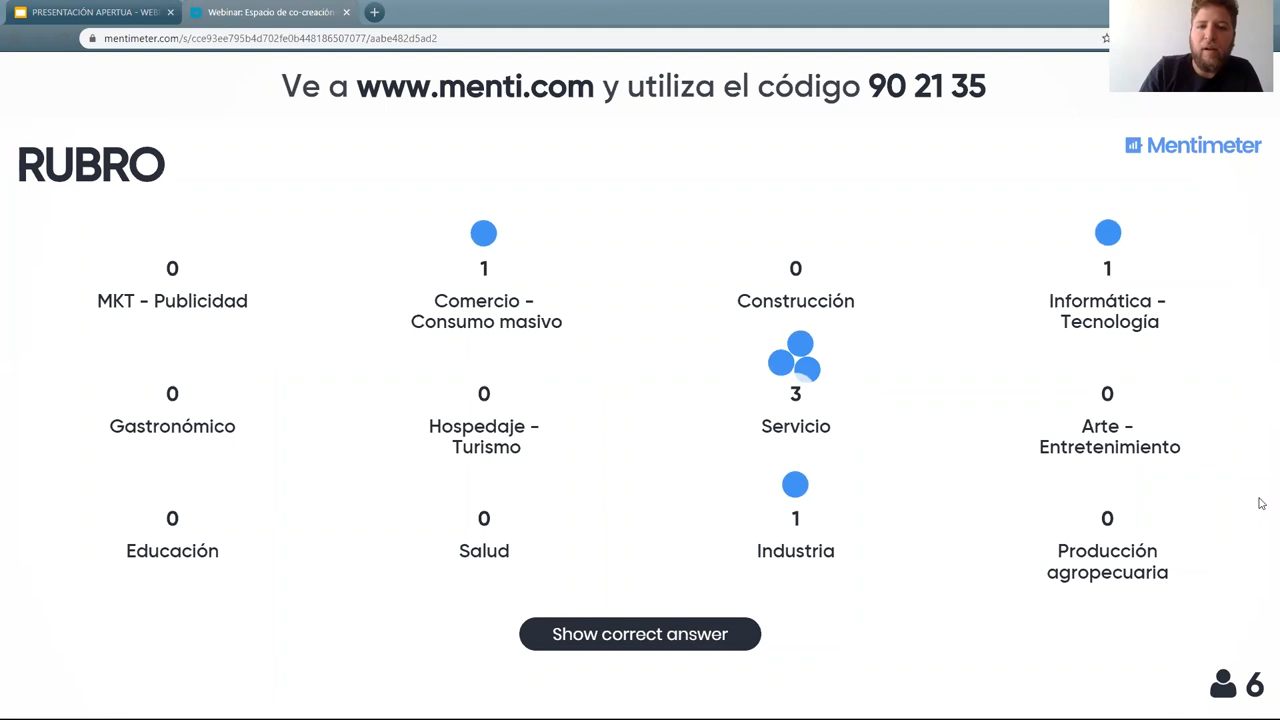 PRESENTACIÓN APERTUA - WEB
Webinar: Espacio de co-creación
mentimeter.com/s/cce93ee795b4d702fe0b448186507077/aabe482d5ad2
Ve a www.menti.com y utiliza el código 90 21 35
RUBRO
Mentimeter
0
1
0
1
MKT - Publicidad
Comercio -
Consumo masivo
Construcción
Informática -
Tecnología
0
0
3
0
Gastronómico
Hospedaje -
Turismo
Servicio
Arte -
Entretenimiento
0
0
1
0
Educación
Salud
Industria
Producción
agropecuaria
Show correct answer
6